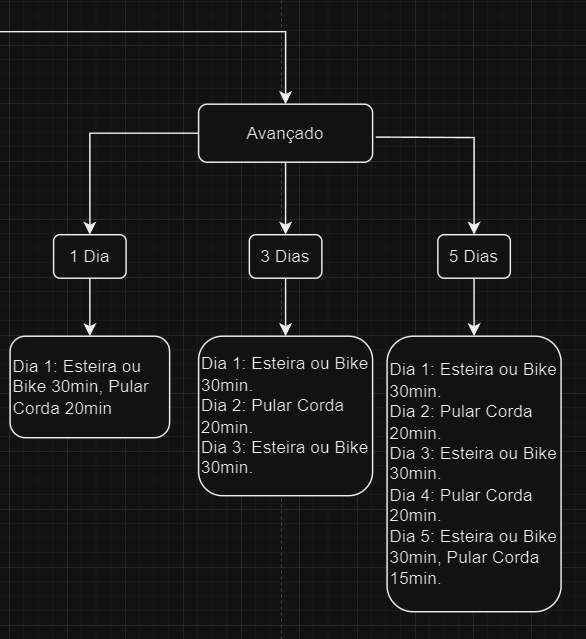 Avançado
1 Dia
3 Dias
5 Dias
Dia 1: Esteira ou
Bike 30min, Pular
Corda 20min
Dia 1: Esteira ou Bike
30min.
Dia 2: Pular Corda
20min.
Dia 3: Esteira ou Bike
30min.
Dia 1: Esteira ou Bike
30min.
Dia 2: Pular Corda
20min.
Dia 3: Esteira ou Bike
30min.
Dia 4: Pular Corda
20min.
Dia 5: Esteira ou Bike
30min, Pular Corda
15min.